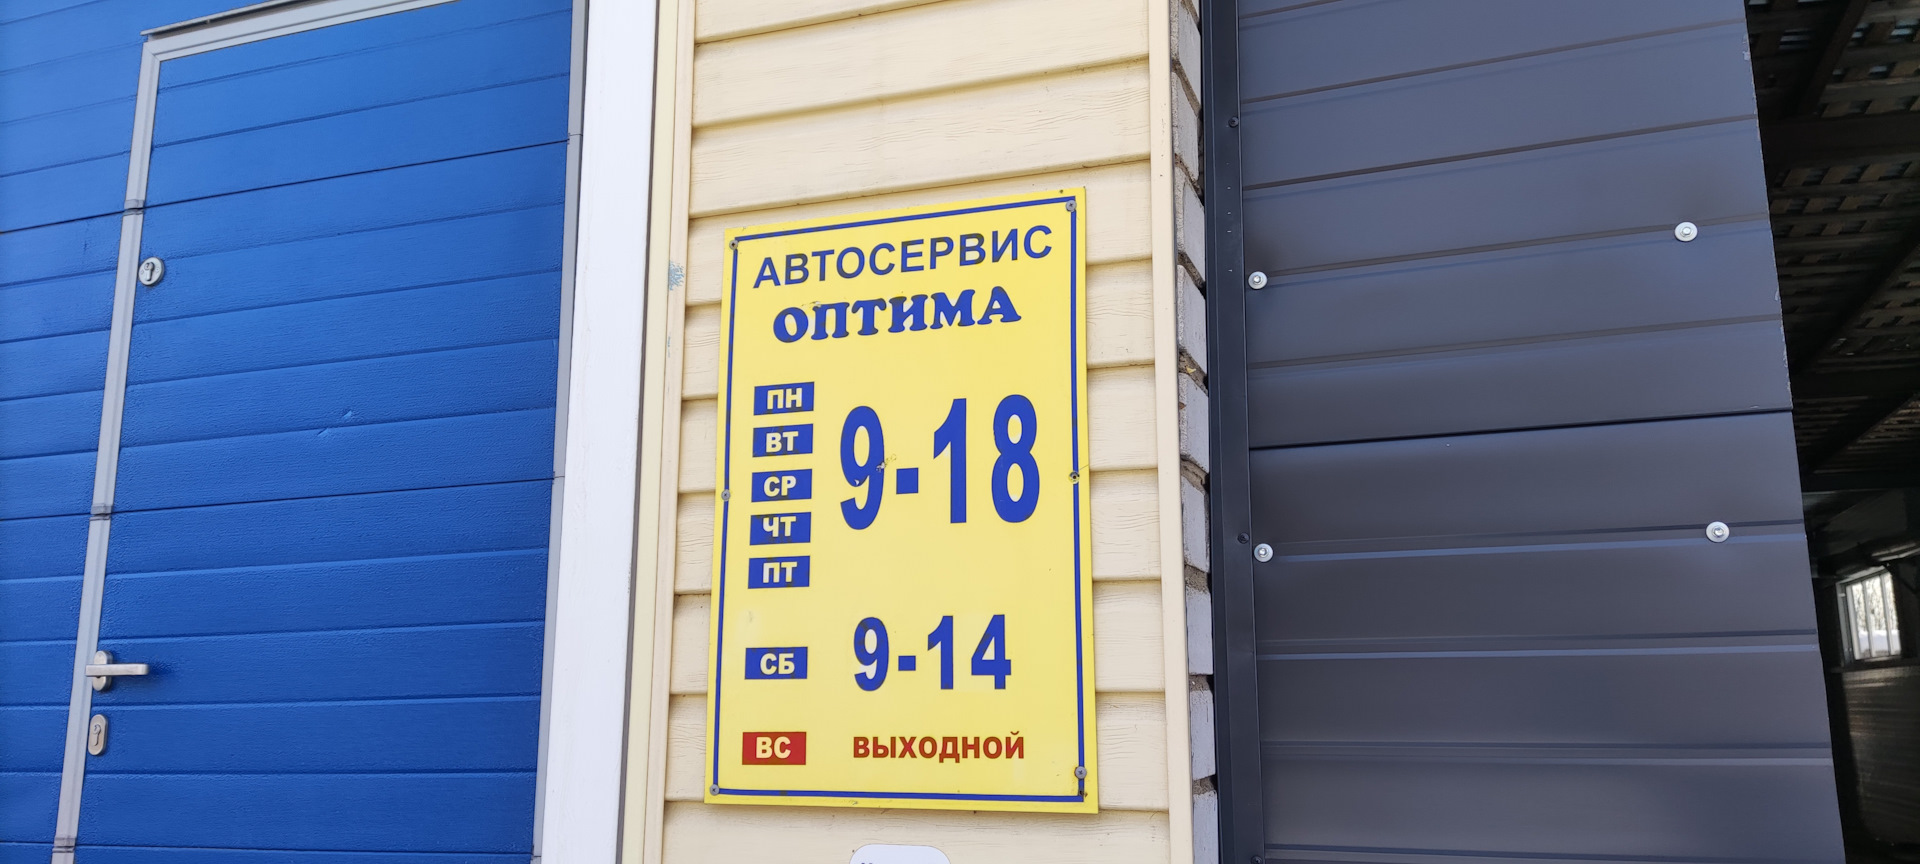 АВТОСЕРВИС
ОПТИМА
ПН
ВТ
СР 9-18
ЧТ
ПТ
СБ 9-14
ВС ВЫХОДНОЙ